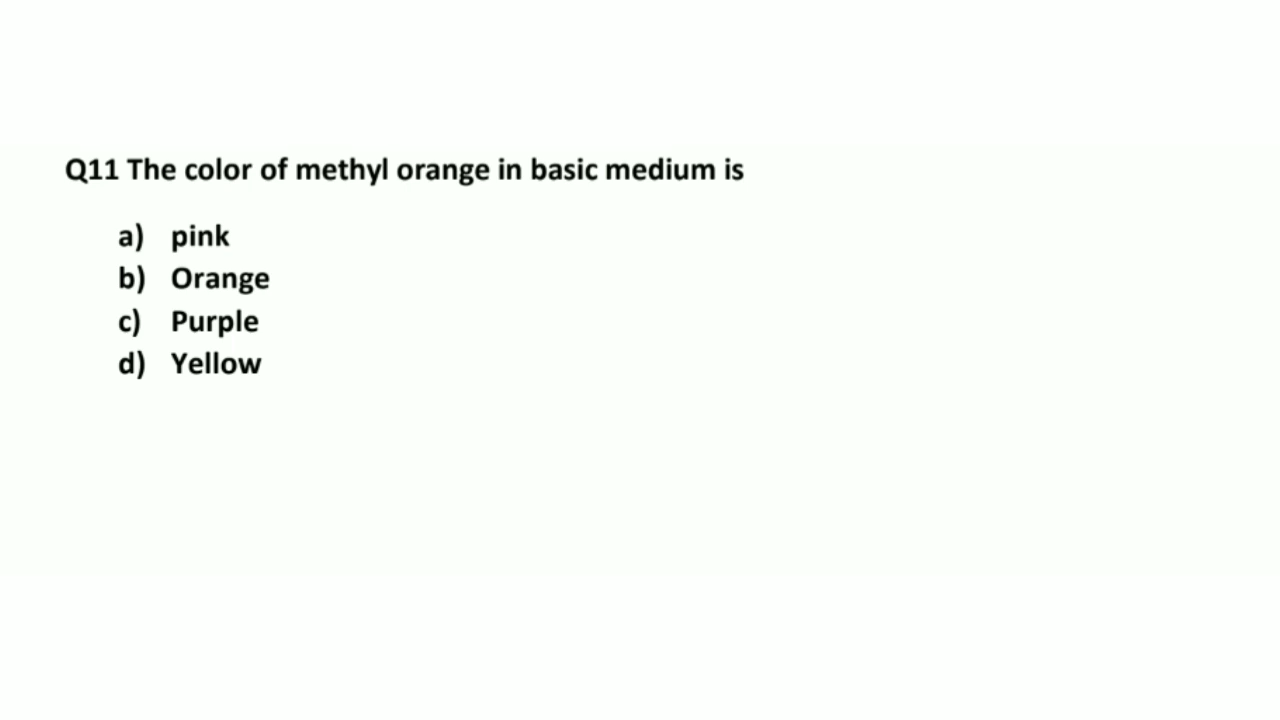 Q11 The color of methyl orange in basic medium is
a) pink
b) Orange
c) Purple
d) Yellow